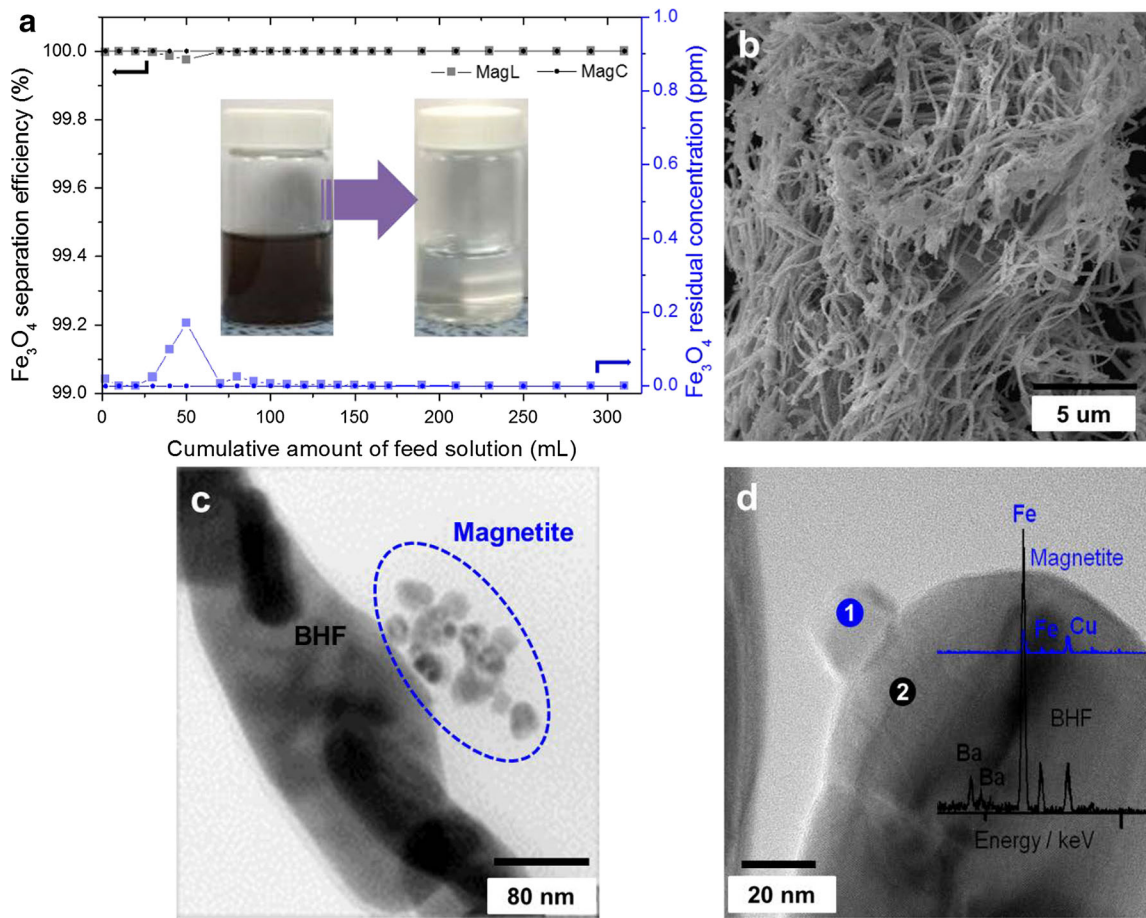 a
1.0
100.0
MagL
MagC
0.8
99.8
0.6
99.6
0.4
99.4
0.2
99.2
0.0
99.0
0
50
100
150
200
250
300
Fe₃O₄ separation efficiency (%)
Fe₃O₄ residual concentration (ppm)
Cumulative amount of feed solution (mL)
b
5 um
c
Magnetite
BHF
80 nm
d
Fe
Magnetite
1
Fe
Cu
2
BHF
Ba
Ba
Energy / keV
20 nm